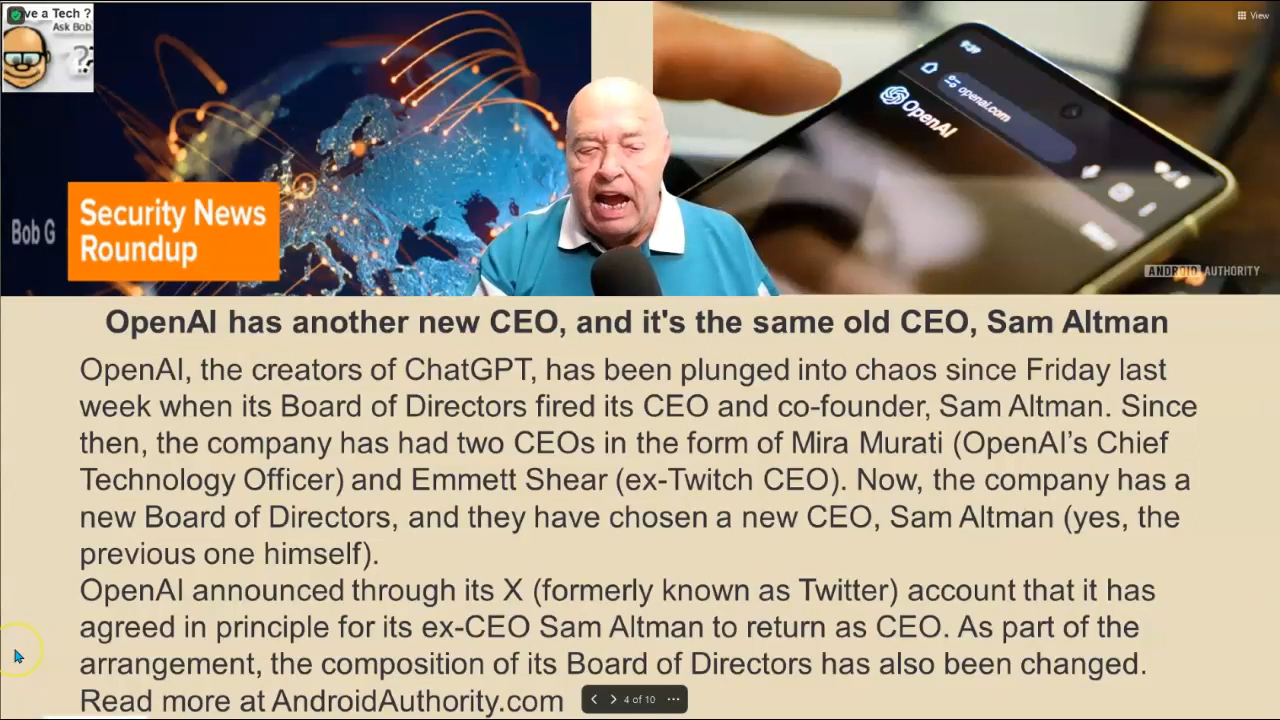 ve a Tech ?
Ask Bob
??
View
9:39
openai.com
OpenAI
Bob G
Security News
Roundup
ANDROID AUTHORITY
OpenAI has another new CEO, and it's the same old CEO, Sam Altman
OpenAI, the creators of ChatGPT, has been plunged into chaos since Friday last
week when its Board of Directors fired its CEO and co-founder, Sam Altman. Since
then, the company has had two CEOs in the form of Mira Murati (OpenAI’s Chief
Technology Officer) and Emmett Shear (ex-Twitch CEO). Now, the company has a
new Board of Directors, and they have chosen a new CEO, Sam Altman (yes, the
previous one himself).
OpenAI announced through its X (formerly known as Twitter) account that it has
agreed in principle for its ex-CEO Sam Altman to return as CEO. As part of the
arrangement, the composition of its Board of Directors has also been changed.
Read more at AndroidAuthority.com
4 of 10